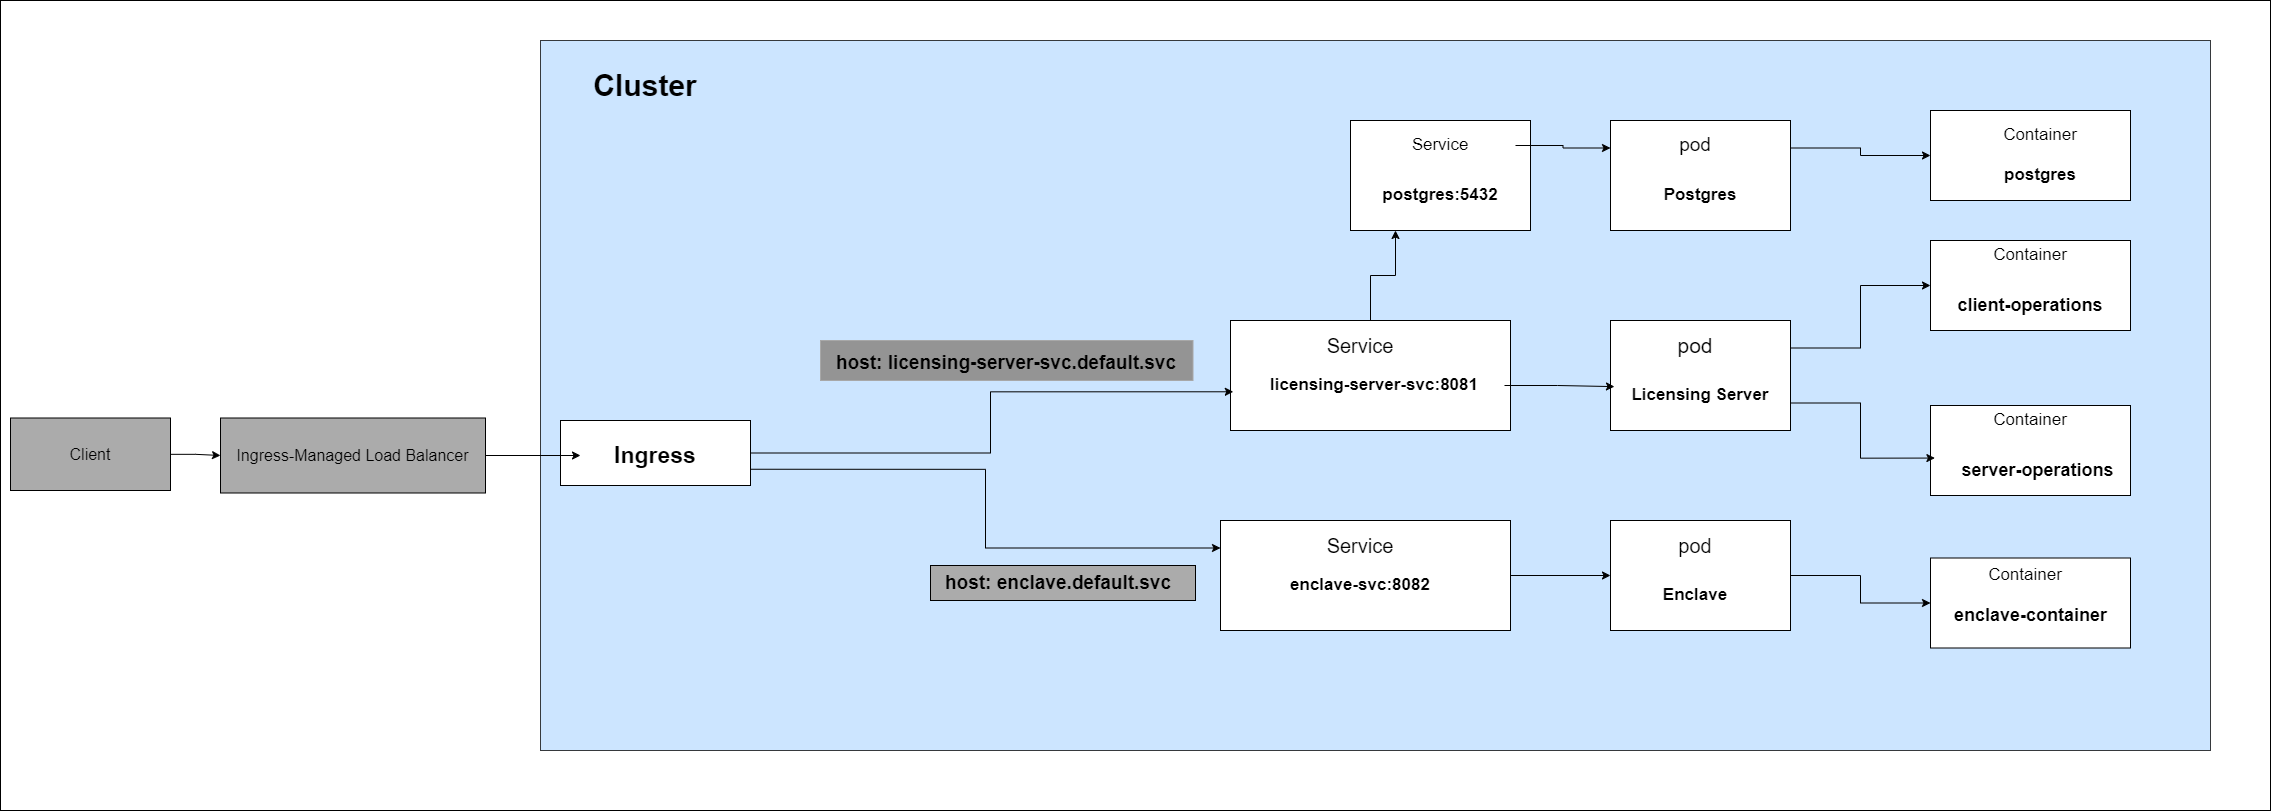 Cluster
Service
postgres:5432
pod
Postgres
Container
postgres
Container
client-operations
host: licensing-server-svc.default.svc
Service
licensing-server-svc:8081
pod
Licensing Server
Container
server-operations
Client
Ingress-Managed Load Balancer
Ingress
host: enclave.default.svc
Service
enclave-svc:8082
pod
Enclave
Container
enclave-container